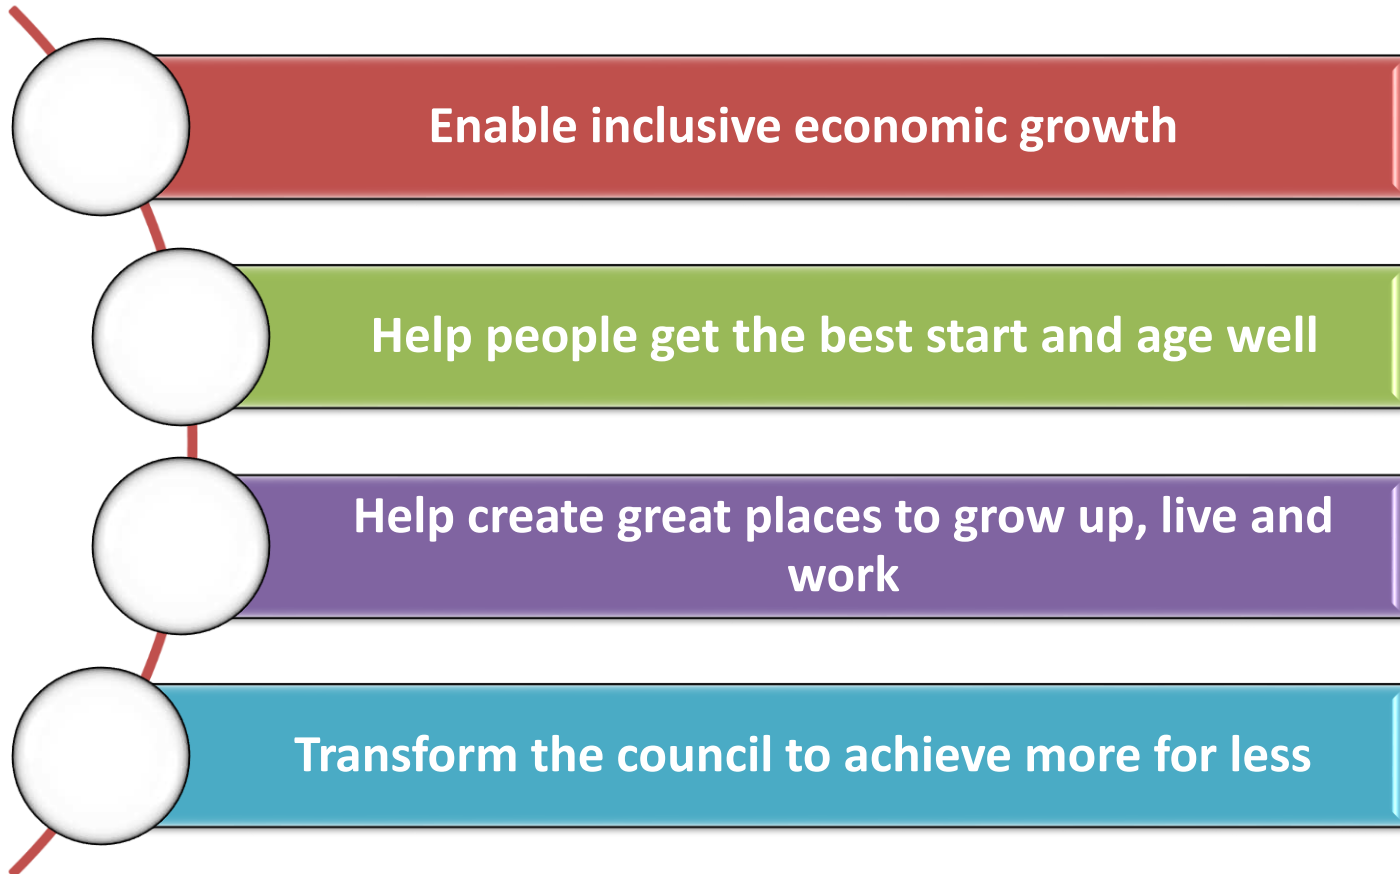 Enable inclusive economic growth
Help people get the best start and age well
Help create great places to grow up, live and
work
Transform the council to achieve more for less